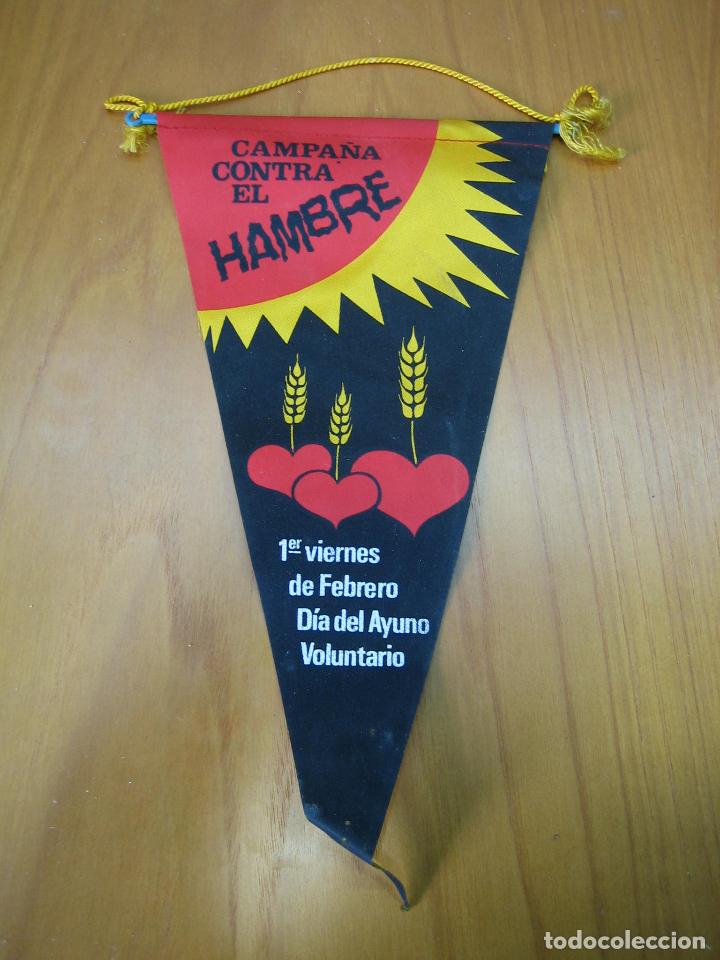 CAMPAÑA
CONTRA
EL
HAMBRE
1er viernes
de Febrero
Día del Ayuno
Voluntario
todocoleccion